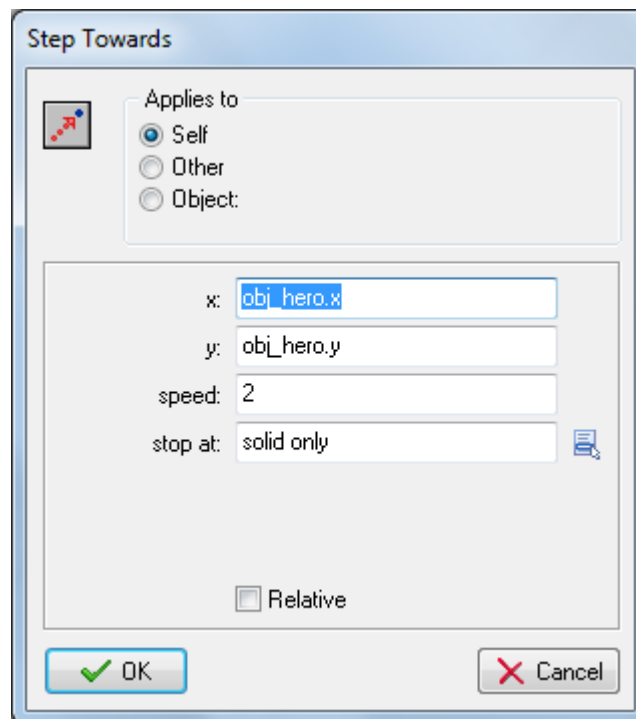 Step Towards
Applies to
Self
Other
Object:
x: obj_hero.x
y: obj_hero.y
speed: 2
stop at: solid only
Relative
OK Cancel